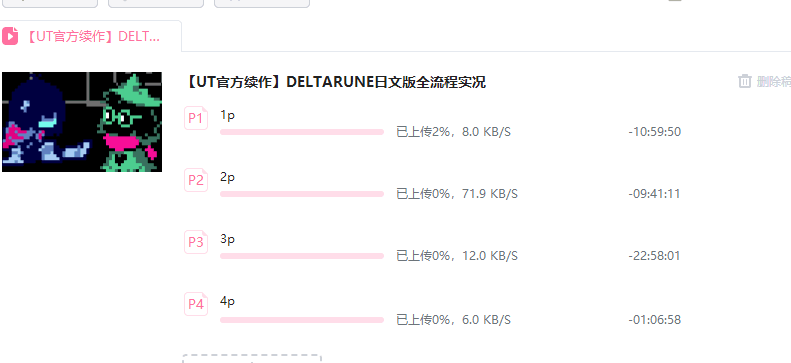 【UT官方续作】DELT...
【UT官方续作】DELTARUNE日文版全流程实况
删除稿
P1
1p
已上传2%，8.0 KB/S
-10:59:50
P2
2p
已上传0%，71.9 KB/S
-09:41:11
P3
3p
已上传0%，12.0 KB/S
-22:58:01
P4
4p
已上传0%，6.0 KB/S
-01:06:58